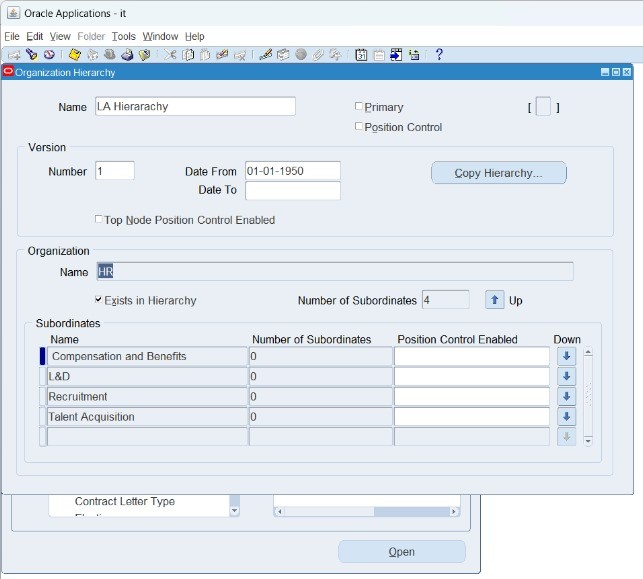 Oracle Applications - it
File Edit View Folder Tools Window Help
Organization Hierarchy
Name LA Hierarachy
Primary [ ]
Position Control
Version
Number 1 Date From 01-01-1950 Copy Hierarchy...
Date To
Top Node Position Control Enabled
Organization
Name HR
Exists in Hierarchy Number of Subordinates 4 Up
Subordinates
Name Number of Subordinates Position Control Enabled Down
Compensation and Benefits 0
L&D 0
Recruitment 0
Talent Acquisition 0
Contract Letter Type
Open